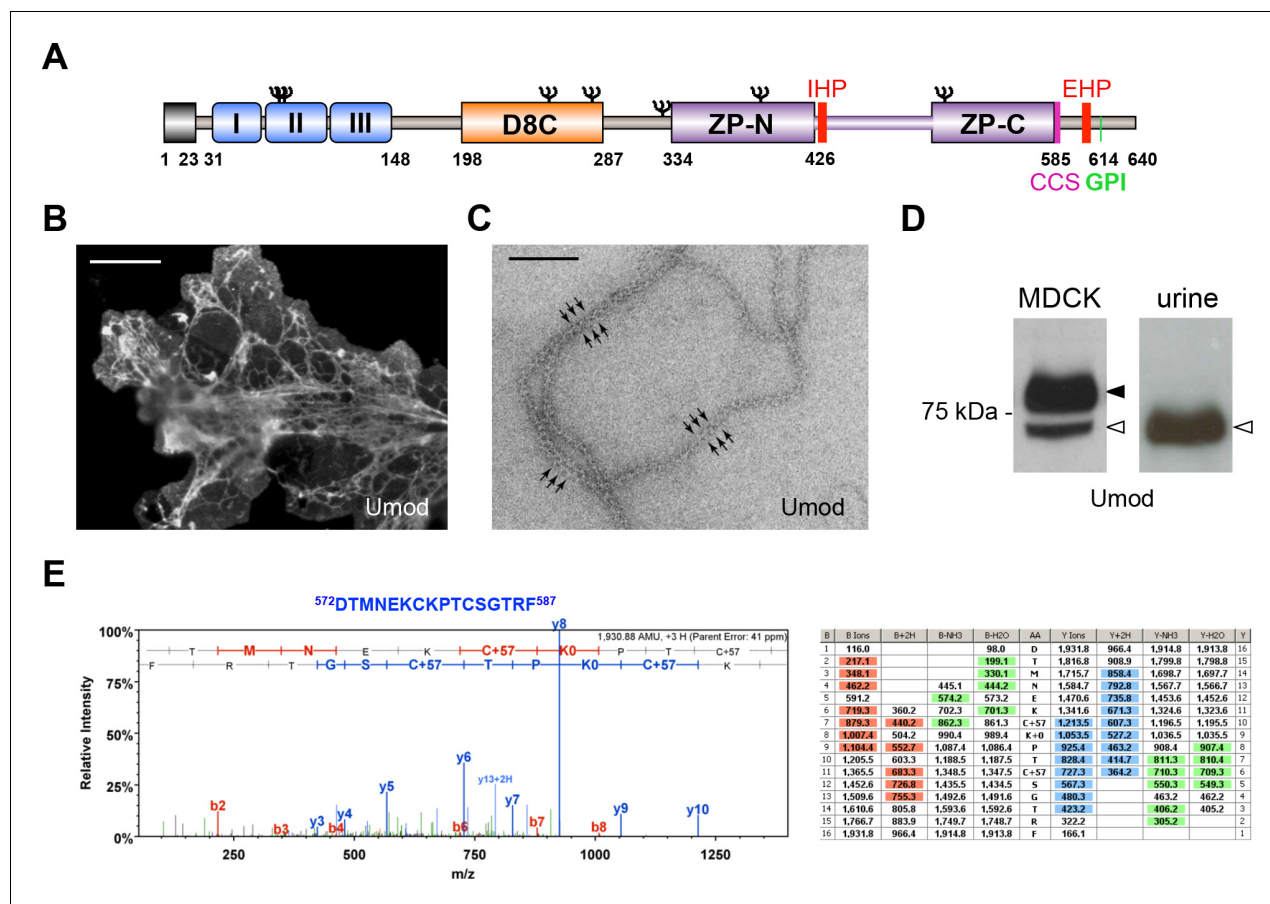 A
IHP
EHP
I
II
III
D8C
ZP-N
ZP-C
1 23 31 148 198 287 334 426 585 614 640
CCS GPI
B
C
D
MDCK
urine
75 kDa -
Umod
Umod
Umod
E
572DTMNEKCKPTCSGTRF587
y8
100%
75%
50%
25%
0%
Relative Intensity
1,930.88 AMU, +3 H (Parent Error: 41 ppm)
T M N E K C+57 K0 P T C+57
F R T G S C+57 T P K0 C+57 K
y6
y13+2H
y5
y7
y9
y10
b2
b3
y3
b4
y4
b6
b7
b8
250 500 750 1000 1250
m/z
B B Ions B+2H B-NH3 B-H2O AA Y Ions Y+2H Y-NH3 Y-H2O Y
1 116.0 98.0 D 1,931.8 966.4 1,914.8 1,913.8 16
2 217.1 199.1 T 1,816.8 908.9 1,799.8 1,798.8 15
3 348.1 330.1 M 1,715.7 858.4 1,698.7 1,697.7 14
4 462.2 445.1 444.2 N 1,584.7 792.8 1,567.7 1,566.7 13
5 591.2 574.2 573.2 E 1,470.6 735.8 1,453.6 1,452.6 12
6 719.3 360.2 702.3 701.3 K 1,341.6 671.3 1,324.6 1,323.6 11
7 879.3 440.2 862.3 861.3 C+57 1,213.5 607.3 1,196.5 1,195.5 10
8 1,007.4 504.2 990.4 989.4 K+0 1,053.5 527.2 1,036.5 1,035.5 9
9 1,104.4 552.7 1,087.4 1,086.4 P 925.4 463.2 908.4 907.4 8
10 1,205.5 603.3 1,188.5 1,187.5 T 828.4 414.7 811.3 810.4 7
11 1,365.5 683.3 1,348.5 1,347.5 C+57 727.3 364.2 710.3 709.3 6
12 1,452.6 726.8 1,435.5 1,434.5 S 567.3 550.3 549.3 5
13 1,509.6 755.3 1,492.6 1,491.6 G 480.3 463.2 462.2 4
14 1,610.6 805.8 1,593.6 1,592.6 T 423.2 406.2 405.2 3
15 1,766.7 883.9 1,749.7 1,748.7 R 322.2 305.2 2
16 1,931.8 966.4 1,914.8 1,913.8 F 166.1 1